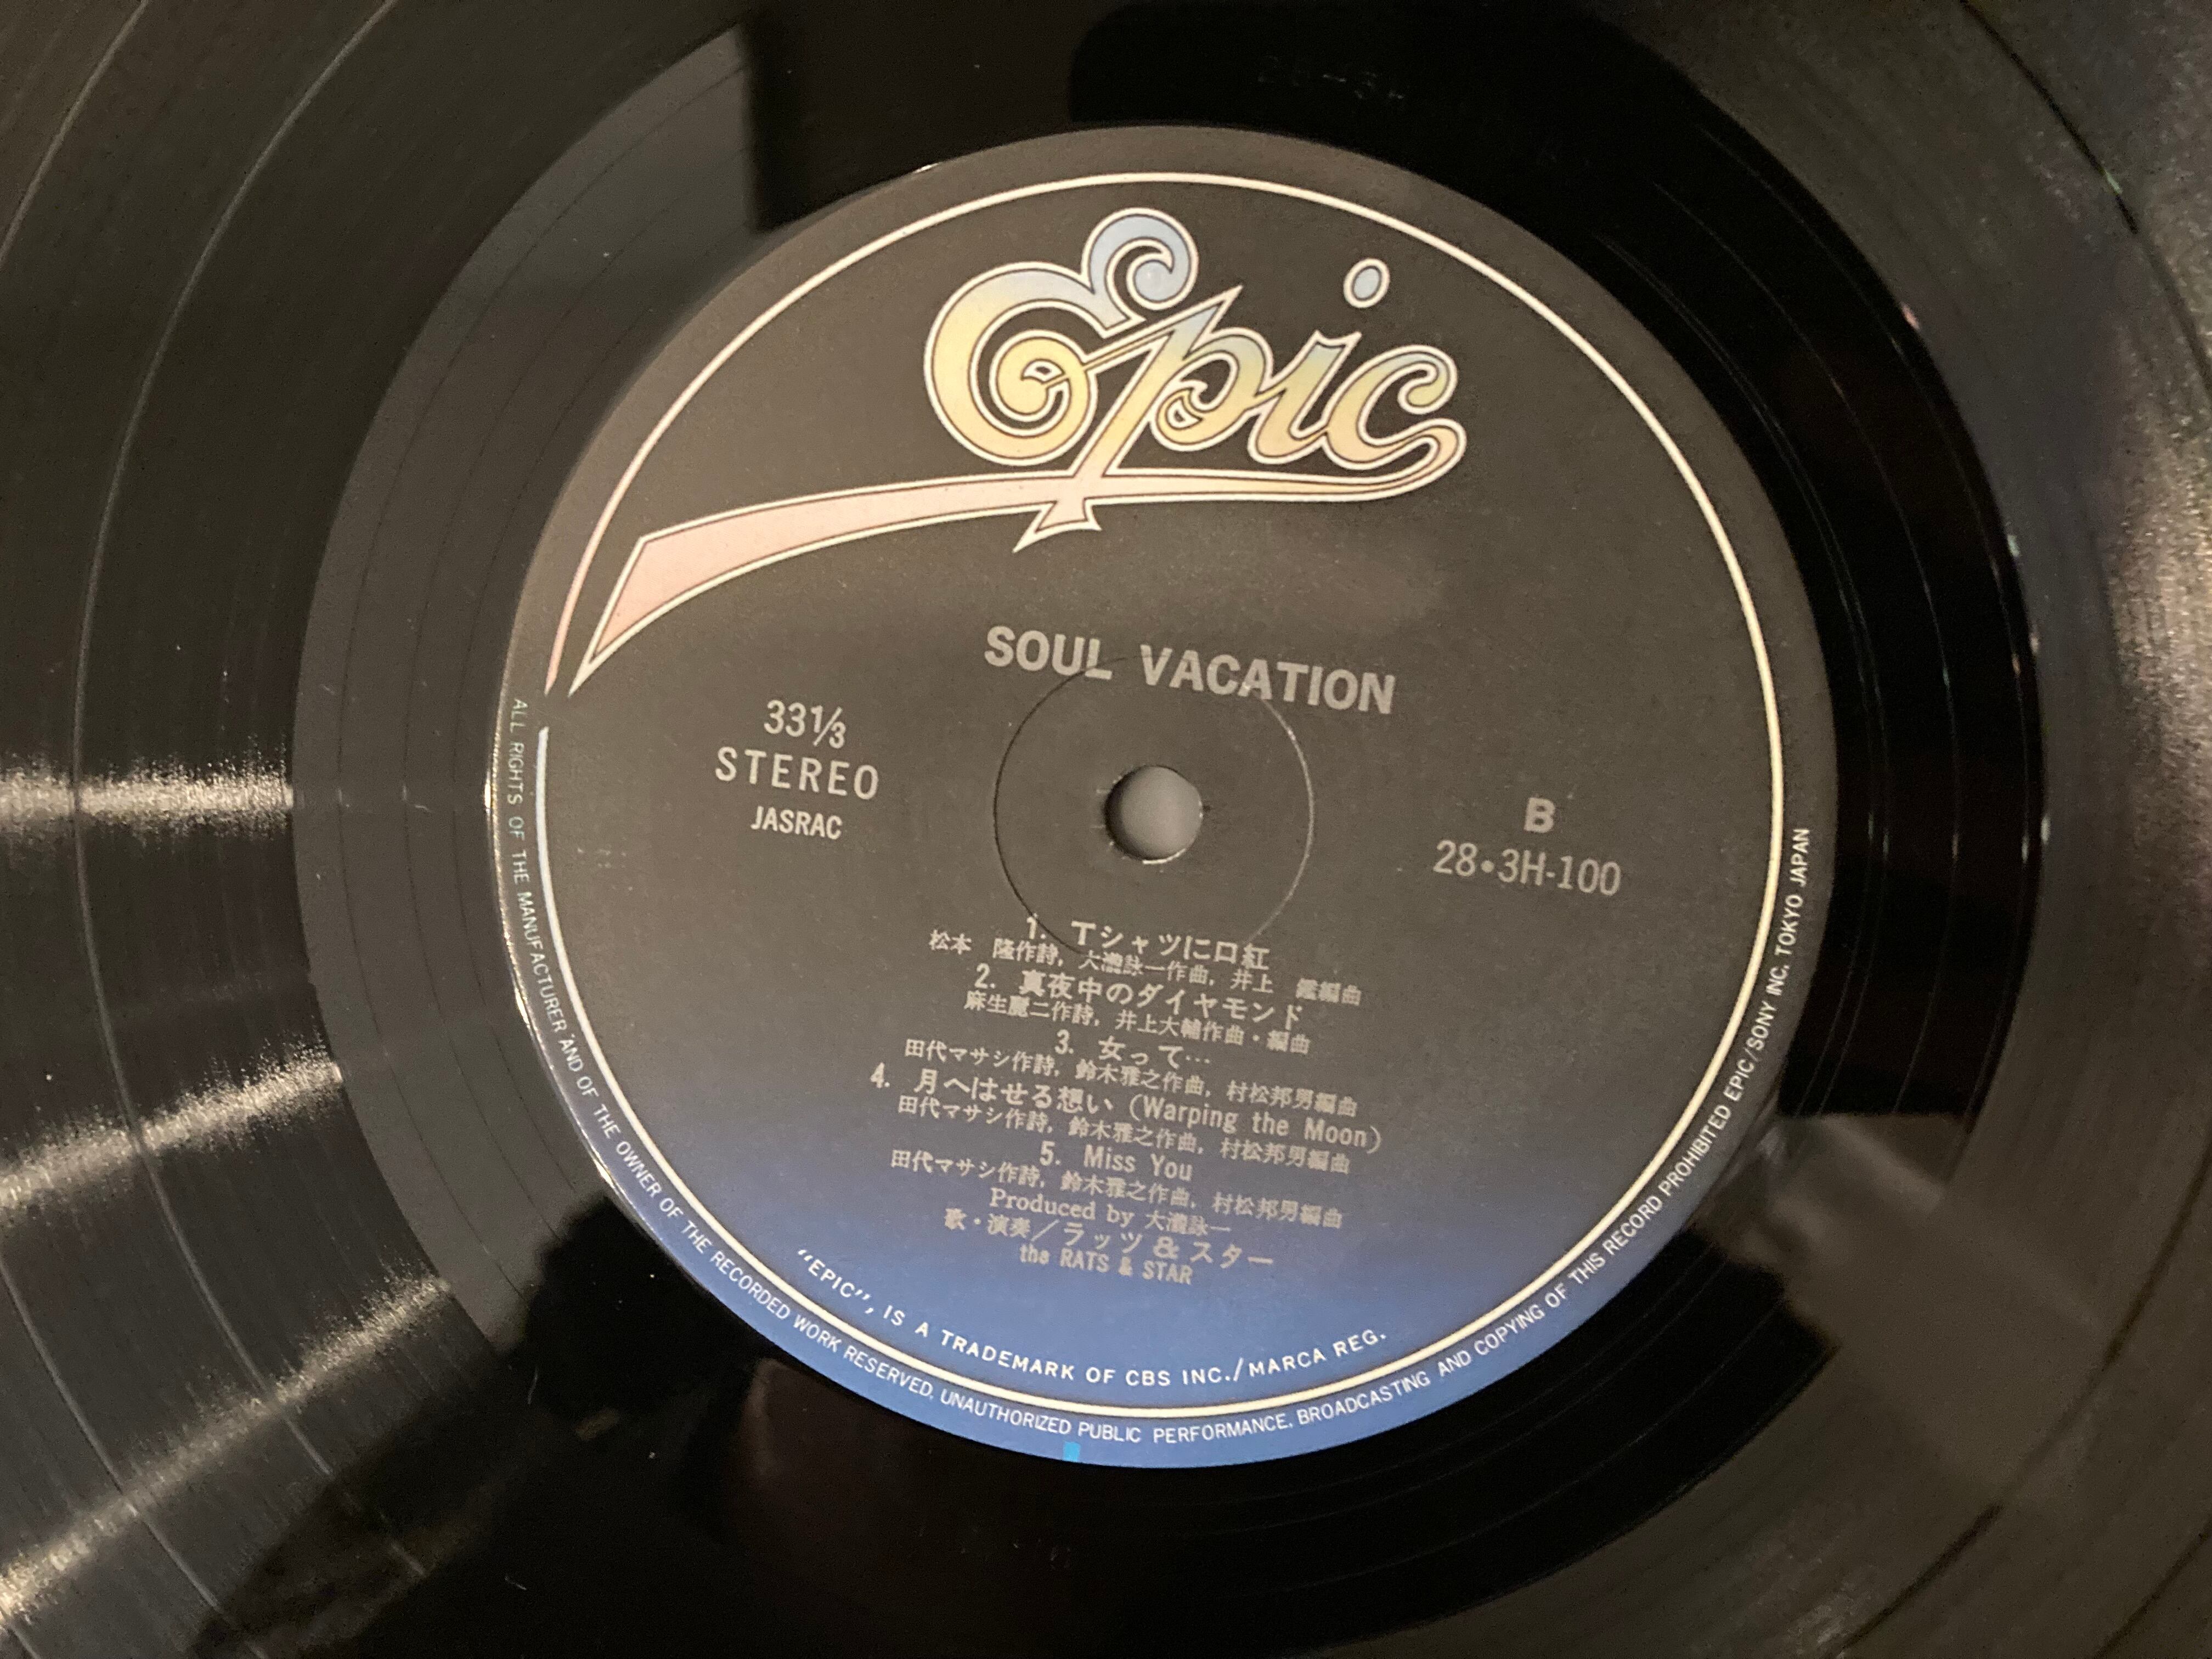 Epic
SOUL VACATION
33⅓
STEREO
JASRAC
B
28•3H-100
1. Tシャツに口紅
松本 隆作詩, 大瀧詠一作曲, 井上 鑑編曲
2. 真夜中のダイヤモンド
麻生麗二作詩, 井上大輔作曲・編曲
3. 女って…
田代マサシ作詩, 鈴木雅之作曲, 村松邦男編曲
4. 月へはせる想い (Warping the Moon)
田代マサシ作詩, 鈴木雅之作曲, 村松邦男編曲
5. Miss You
田代マサシ作詩, 鈴木雅之作曲, 村松邦男編曲
Produced by 大瀧詠一
歌・演奏／ラッツ&スター
the RATS & STAR
"EPIC", IS A TRADEMARK OF CBS INC./MARCA REG.
ALL RIGHTS OF THE MANUFACTURER AND OF THE OWNER OF THE RECORDED WORK RESERVED, UNAUTHORIZED PUBLIC PERFORMANCE, BROADCASTING AND COPYING OF THIS RECORD PROHIBITED EPIC/SONY INC. TOKYO JAPAN